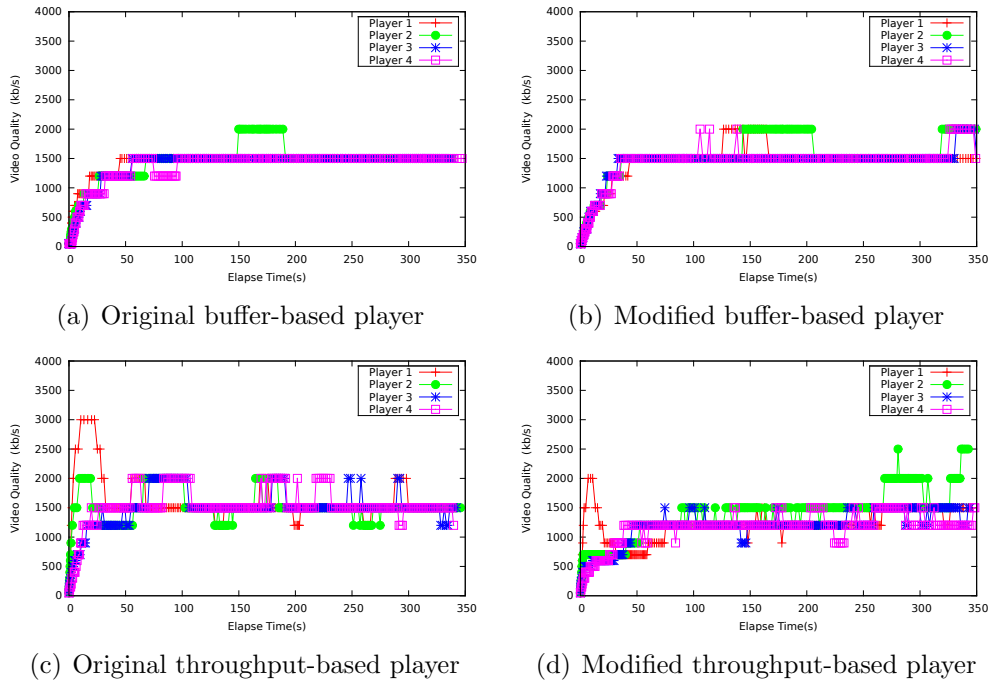 4000
3500
3000
2500
2000
1500
1000
500
0
Video Quality (kb/s)
0 50 100 150 200 250 300 350
Elapse Time(s)
Player 1
Player 2
Player 3
Player 4
(a) Original buffer-based player
4000
3500
3000
2500
2000
1500
1000
500
0
Video Quality (kb/s)
0 50 100 150 200 250 300 350
Elapse Time(s)
Player 1
Player 2
Player 3
Player 4
(b) Modified buffer-based player
4000
3500
3000
2500
2000
1500
1000
500
0
Video Quality (kb/s)
0 50 100 150 200 250 300 350
Elapse Time(s)
Player 1
Player 2
Player 3
Player 4
(c) Original throughput-based player
4000
3500
3000
2500
2000
1500
1000
500
0
Video Quality (kb/s)
0 50 100 150 200 250 300 350
Elapse Time(s)
Player 1
Player 2
Player 3
Player 4
(d) Modified throughput-based player